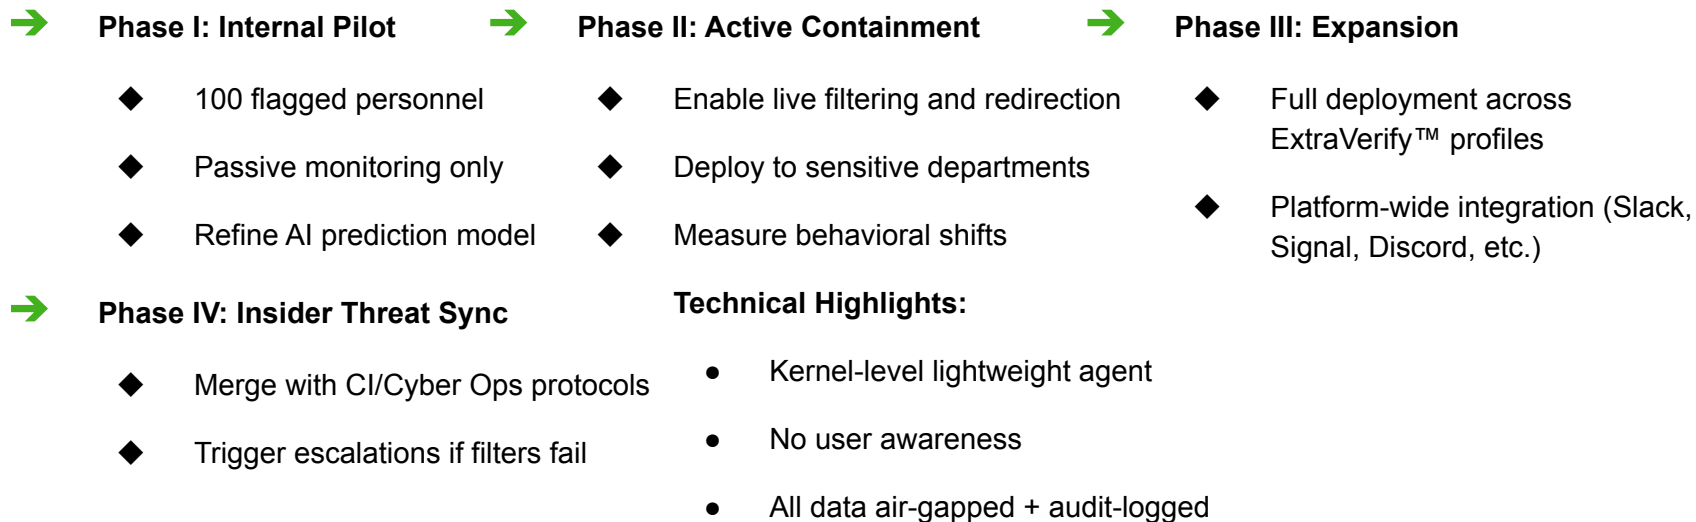 Phase I: Internal Pilot
100 flagged personnel
Passive monitoring only
Refine AI prediction model
Phase II: Active Containment
Enable live filtering and redirection
Deploy to sensitive departments
Measure behavioral shifts
Phase III: Expansion
Full deployment across
ExtraVerify™ profiles
Platform-wide integration (Slack,
Signal, Discord, etc.)
Phase IV: Insider Threat Sync
Merge with CI/Cyber Ops protocols
Trigger escalations if filters fail
Technical Highlights:
Kernel-level lightweight agent
No user awareness
All data air-gapped + audit-logged